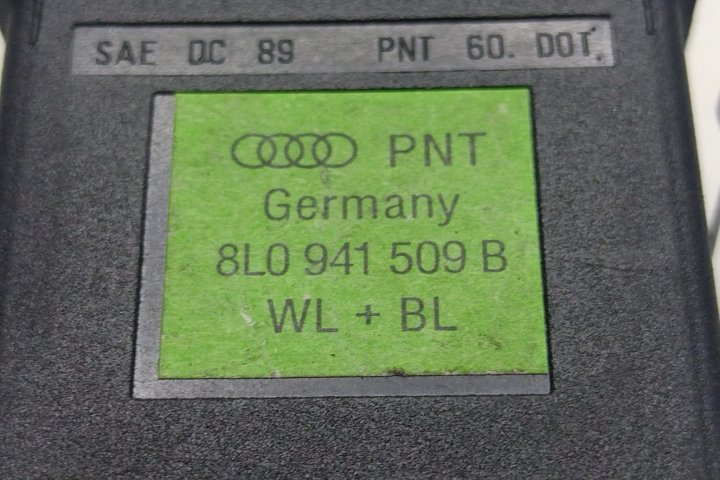 SAE QC 89 PNT 60. DOT.
PNT
Germany
8L0 941 509 B
WL + BL